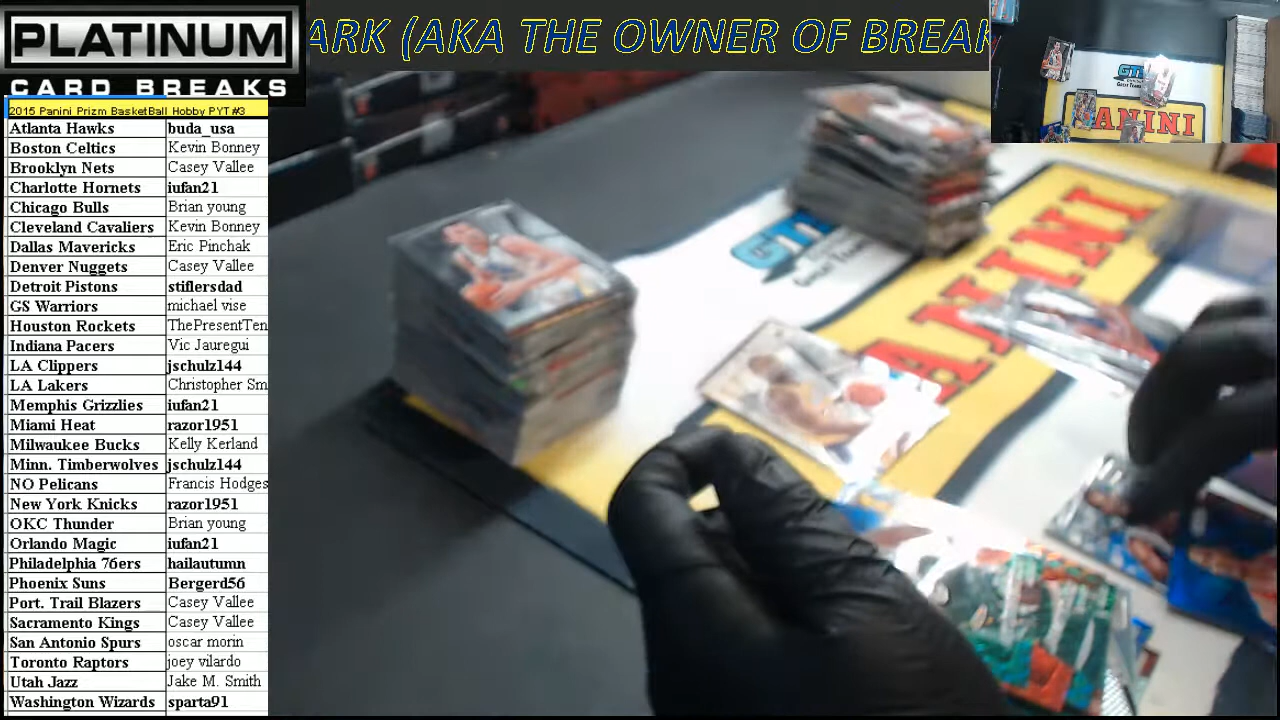 PLATINUM
CARD BREAKS
ARK (AKA THE OWNER OF BREAK
2015 Panini Prizm BasketBall Hobby PYT #3
Atlanta Hawks buda_usa
Boston Celtics Kevin Bonney
Brooklyn Nets Casey Vallee
Charlotte Hornets iufan21
Chicago Bulls Brian young
Cleveland Cavaliers Kevin Bonney
Dallas Mavericks Eric Pinchak
Denver Nuggets Casey Vallee
Detroit Pistons stiflersdad
GS Warriors michael vise
Houston Rockets ThePresentTen
Indiana Pacers Vic Jauregui
LA Clippers jschulz144
LA Lakers Christopher Sm
Memphis Grizzlies iufan21
Miami Heat razor1951
Milwaukee Bucks Kelly Kerland
Minn. Timberwolves jschulz144
NO Pelicans Francis Hodges
New York Knicks razor1951
OKC Thunder Brian young
Orlando Magic iufan21
Philadelphia 76ers hailautumn
Phoenix Suns Bergerd56
Port. Trail Blazers Casey Vallee
Sacramento Kings Casey Vallee
San Antonio Spurs oscar morin
Toronto Raptors joey vilardo
Utah Jazz Jake M. Smith
Washington Wizards sparta91
GTS
ANINI
PANINI